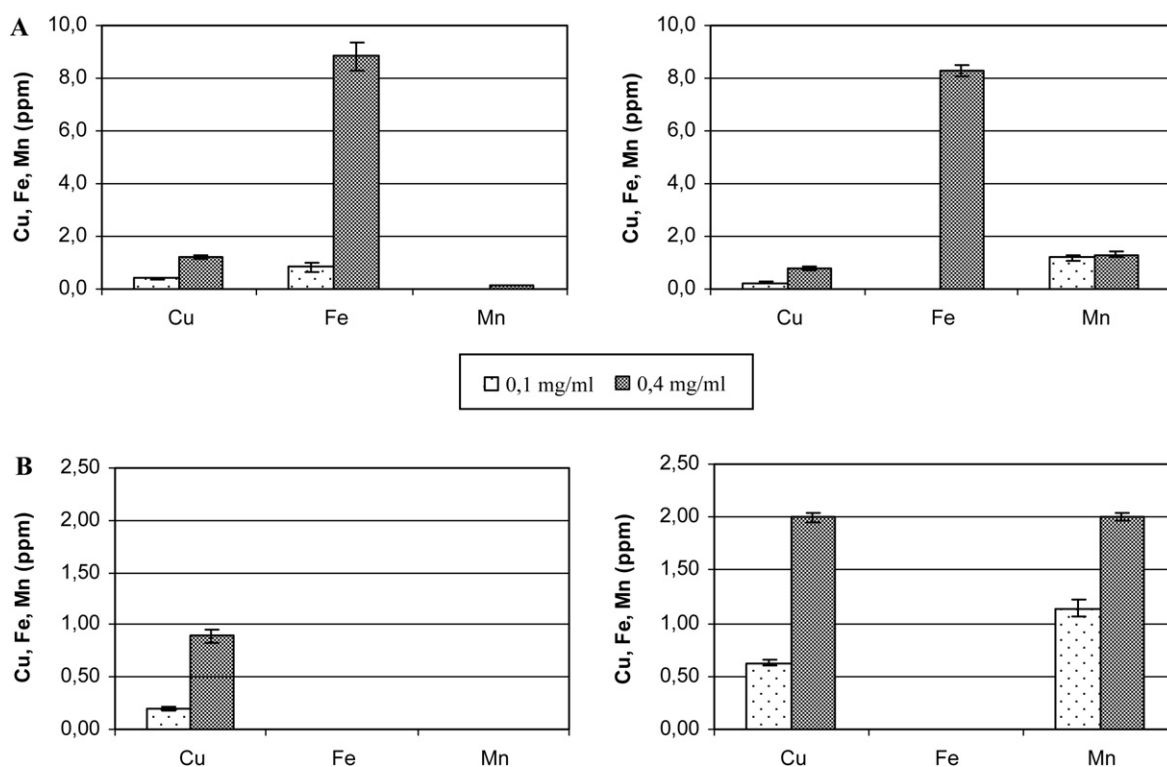 A
Cu, Fe, Mn (ppm)
10,0
8,0
6,0
4,0
2,0
0,0
Cu Fe Mn
Cu, Fe, Mn (ppm)
10,0
8,0
6,0
4,0
2,0
0,0
Cu Fe Mn
0,1 mg/ml 0,4 mg/ml
B
Cu, Fe, Mn (ppm)
2,50
2,00
1,50
1,00
0,50
0,00
Cu Fe Mn
Cu, Fe, Mn (ppm)
2,50
2,00
1,50
1,00
0,50
0,00
Cu Fe Mn